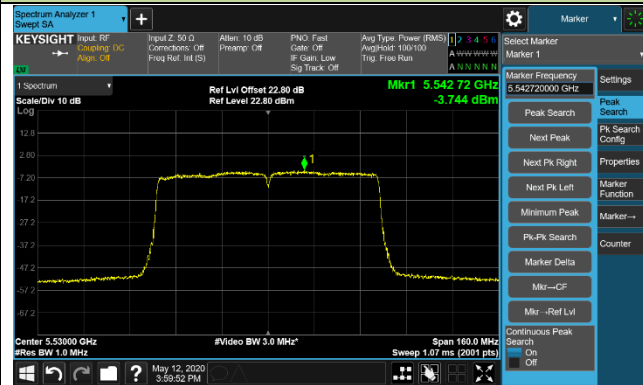 Spectrum Analyzer 1
Swept SA
Marker
KEYSIGHT
Input: RF
Coupling: DC
Align: Off
Input Z: 50 Ω
Corrections: Off
Freq Ref: Int (S)
Atten: 10 dB
Preamp: Off
PNO: Fast
Gate: Off
IF Gain: Low
Sig Track: Off
Avg Type: Power (RMS)
Avg|Hold: 100/100
Trig: Free Run
1 2 3 4 5 6
A W W W W W
A N N N N N
LXI
Select Marker
Marker 1
1 Spectrum
Scale/Div 10 dB
Log
Ref Lvl Offset 22.80 dB
Ref Level 22.80 dBm
Mkr1 5.542 72 GHz
-3.744 dBm
12.8
2.80
-7.20
-17.2
-27.2
-37.2
-47.2
-57.2
-67.2
1
Center 5.53000 GHz
#Res BW 1.0 MHz
#Video BW 3.0 MHz*
Span 160.0 MHz
Sweep 1.07 ms (2001 pts)
Marker Frequency
5.542720000 GHz
Peak Search
Next Peak
Next Pk Right
Next Pk Left
Minimum Peak
Pk-Pk Search
Marker Delta
Mkr→CF
Mkr→Ref Lvl
Continuous Peak
Search
On
Off
Settings
Peak
Search
Pk Search
Config
Properties
Marker
Function
Marker→
Counter
?
May 12, 2020
3:59:52 PM